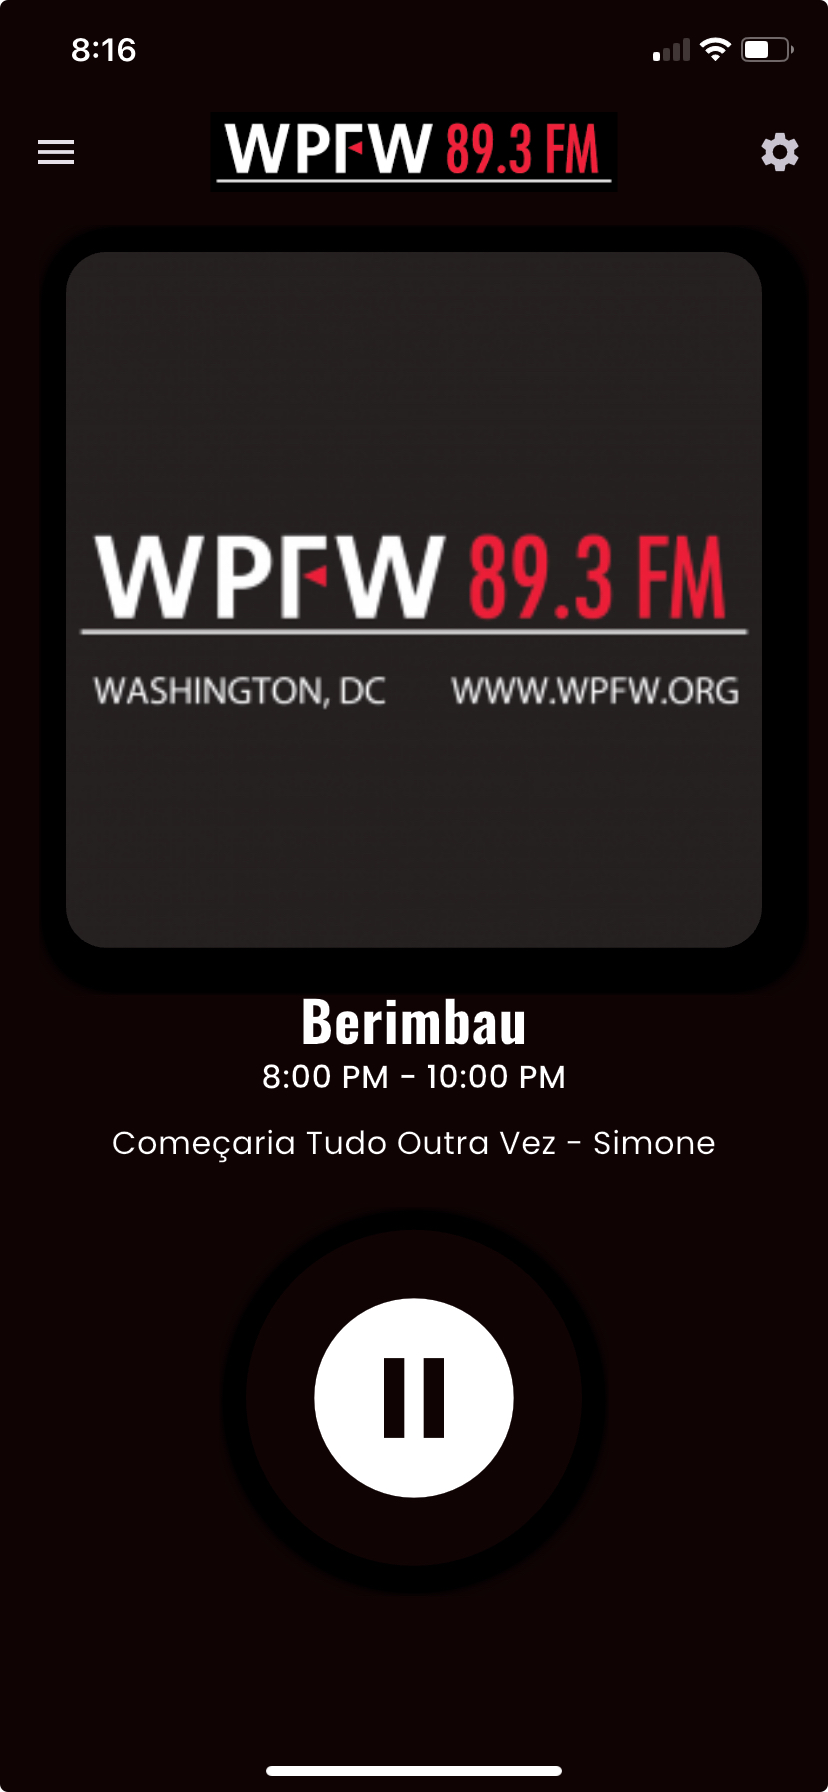 8:16
WPFW 89.3 FM
WPFW 89.3 FM
WASHINGTON, DC WWW.WPFW.ORG
Berimbau
8:00 PM - 10:00 PM
Começaria Tudo Outra Vez - Simone